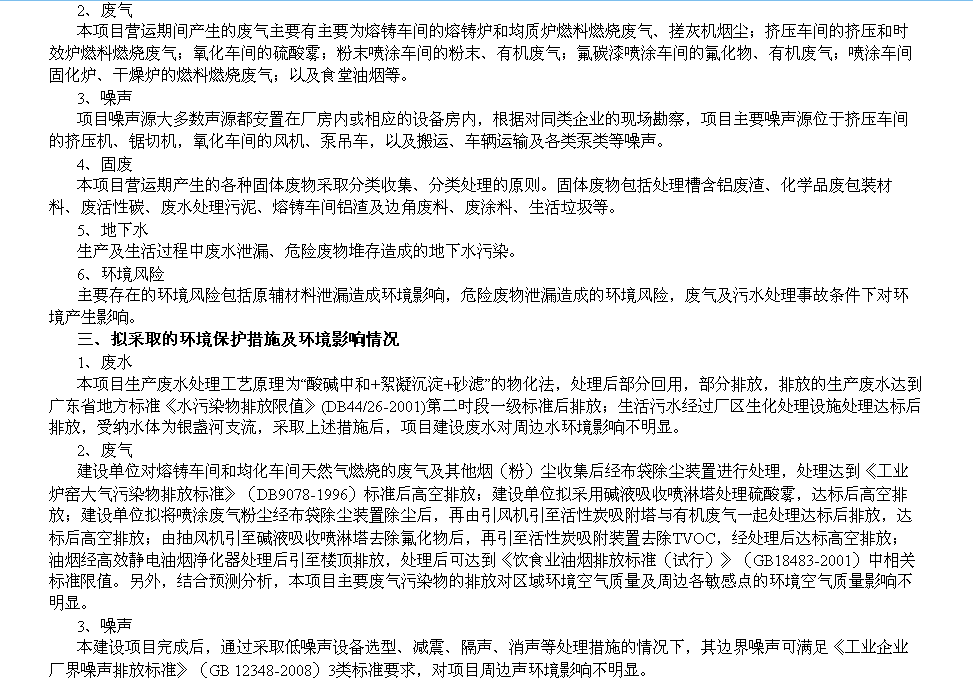 2、废气
本项目营运期间产生的废气主要有主要为熔铸车间的熔铸炉和均质炉燃料燃烧废气、搓灰机烟尘；挤压车间的挤压和时
效炉燃料燃烧废气；氧化车间的硫酸雾；粉末喷涂车间的粉末、有机废气；氟碳漆喷涂车间的氟化物、有机废气；喷涂车间
固化炉、干燥炉的燃料燃烧废气；以及食堂油烟等。
3、噪声
项目噪声源大多数声源都安置在厂房内或相应的设备房内，根据对同类企业的现场勘察，项目主要噪声源位于挤压车间
的挤压机、锯切机，氧化车间的风机、泵吊车，以及搬运、车辆运输及各类泵类等噪声。
4、固废
本项目营运期产生的各种固体废物采取分类收集、分类处理的原则。固体废物包括处理槽含铝废渣、化学品废包装材
料、废活性碳、废水处理污泥、熔铸车间铝渣及边角废料、废涂料、生活垃圾等。
5、地下水
生产及生活过程中废水泄漏、危险废物堆存造成的地下水污染。
6、环境风险
主要存在的环境风险包括原辅材料泄漏造成环境影响，危险废物泄漏造成的环境风险，废气及污水处理事故条件下对环
境产生影响。
三、拟采取的环境保护措施及环境影响情况
1、废水
本项目生产废水处理工艺原理为“酸碱中和+絮凝沉淀+砂滤”的物化法，处理后部分回用，部分排放，排放的生产废水达到
广东省地方标准《水污染物排放限值》(DB44/26-2001)第二时段一级标准后排放；生活污水经过厂区生化处理设施处理达标后
排放，受纳水体为银盏河支流，采取上述措施后，项目建设废水对周边水环境影响不明显。
2、废气
建设单位对熔铸车间和均化车间天然气燃烧的废气及其他烟（粉）尘收集后经布袋除尘装置进行处理，处理达到《工业
炉窑大气污染物排放标准》（DB9078-1996）标准后高空排放；建设单位拟采用碱液吸收喷淋塔处理硫酸雾，达标后高空排
放；建设单位拟将喷涂废气粉尘经布袋除尘装置除尘后，再由引风机引至活性炭吸附塔与有机废气一起处理达标后排放，达
标后高空排放；由抽风机引至碱液吸收喷淋塔去除氟化物后，再引至活性炭吸附装置去除TVOC，经处理后达标高空排放；
油烟经高效静电油烟净化器处理后引至楼顶排放，处理后可达到《饮食业油烟排放标准（试行）》（GB18483-2001）中相关
标准限值。另外，结合预测分析，本项目主要废气污染物的排放对区域环境空气质量及周边各敏感点的环境空气质量影响不
明显。
3、噪声
本建设项目完成后，通过采取低噪声设备选型、减震、隔声、消声等处理措施的情况下，其边界噪声可满足《工业企业
厂界噪声排放标准》（GB 12348-2008）3类标准要求，对项目周边声环境影响不明显。